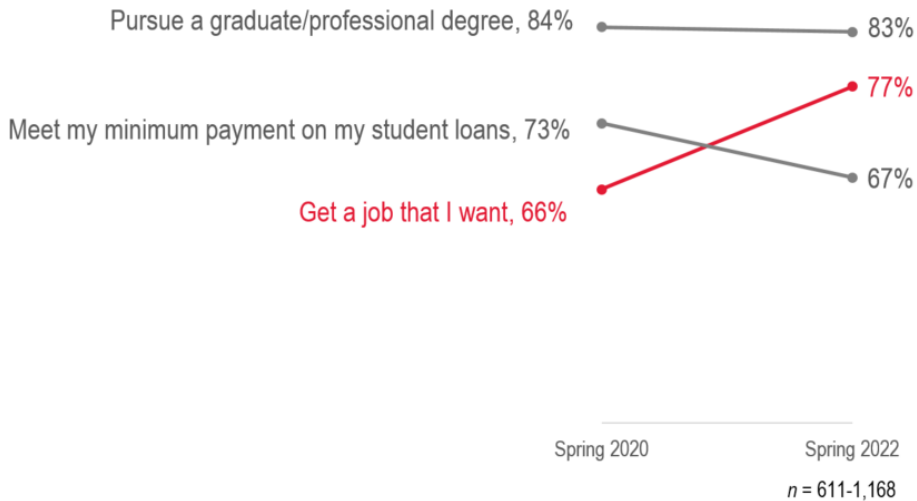 Pursue a graduate/professional degree, 84%
83%
77%
Meet my minimum payment on my student loans, 73%
67%
Get a job that I want, 66%
Spring 2020
Spring 2022
n = 611-1,168